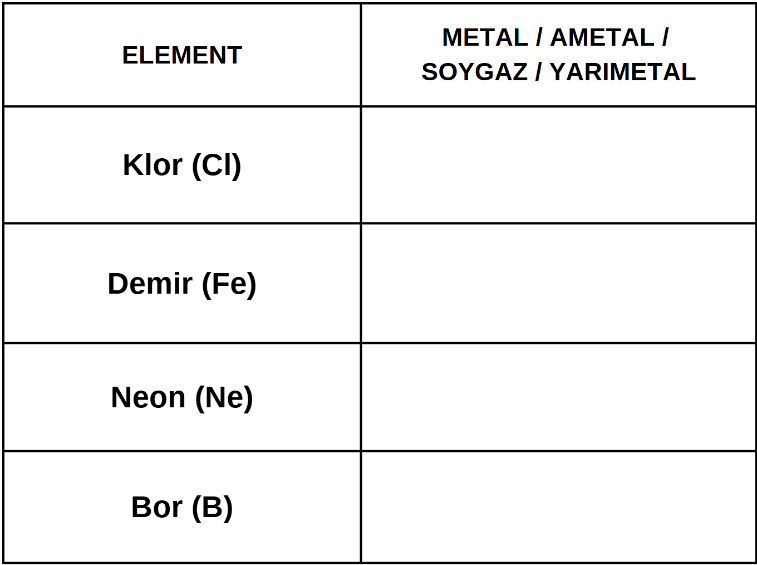 ELEMENT
METAL / AMETAL /
SOYGAZ / YARIMETAL
Klor (Cl)
Demir (Fe)
Neon (Ne)
Bor (B)